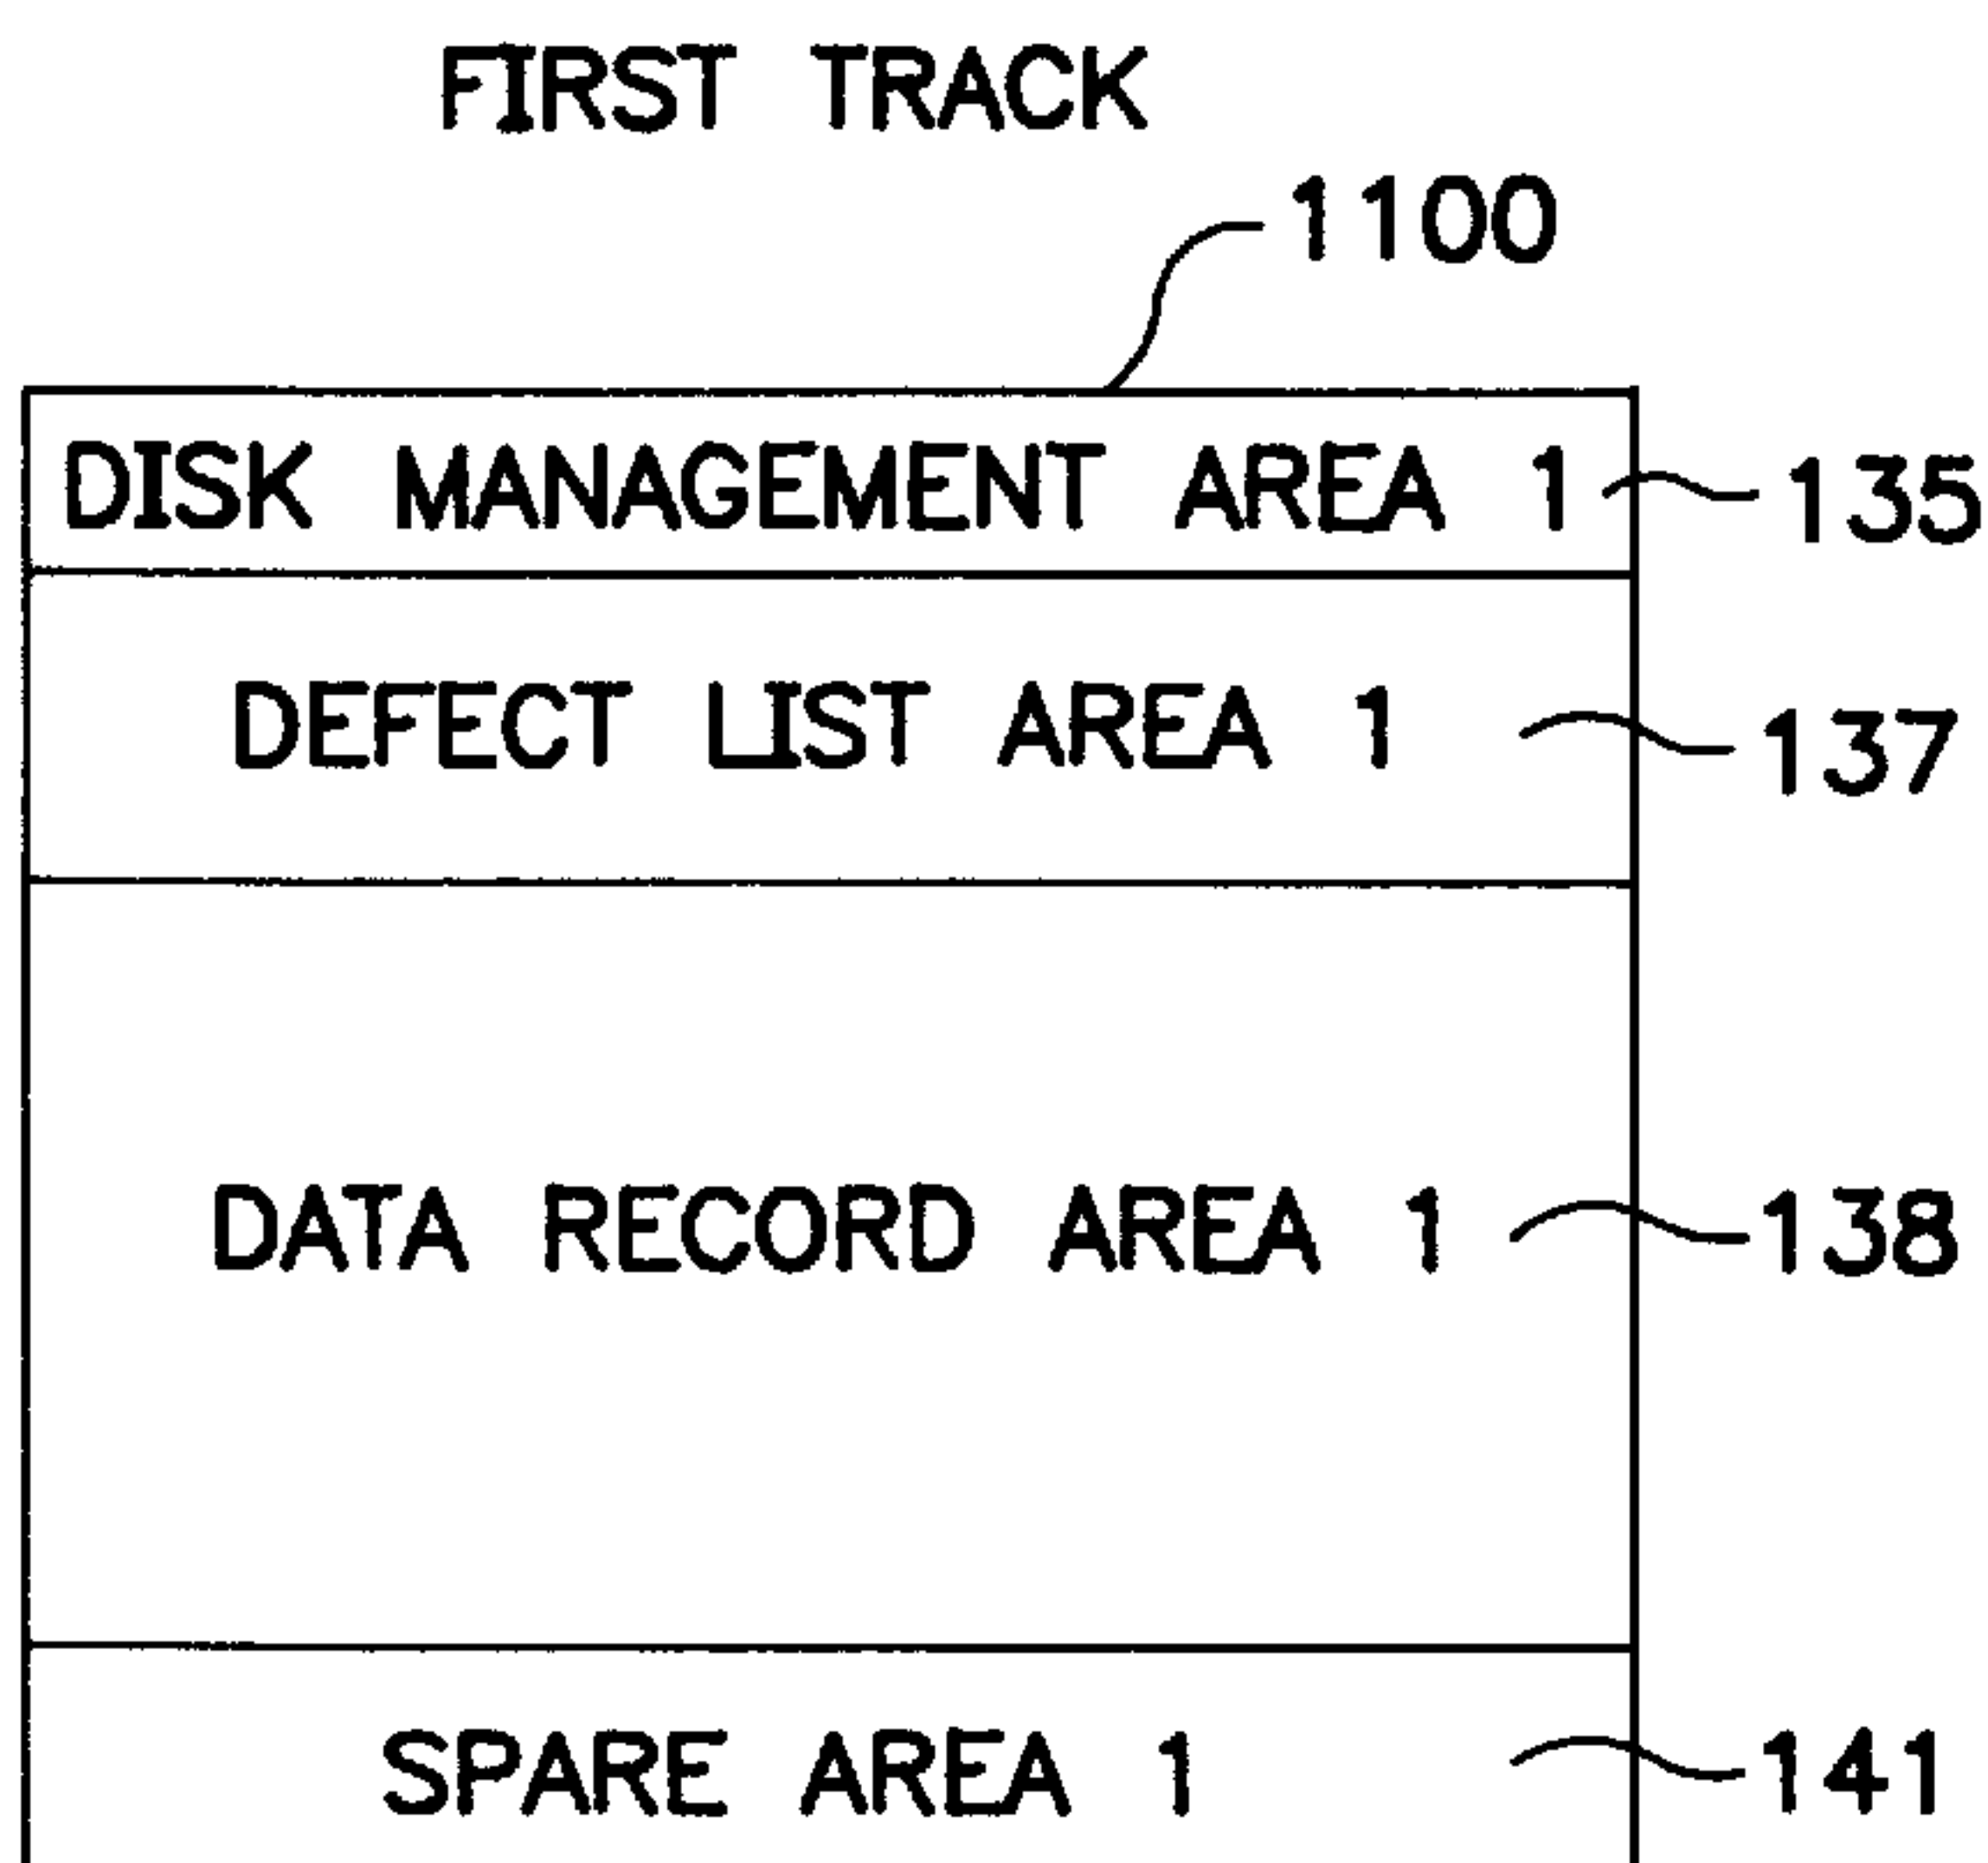 FIRST TRACK
1100
DISK MANAGEMENT AREA 1 135
DEFECT LIST AREA 1 137
DATA RECORD AREA 1 138
SPARE AREA 1 141